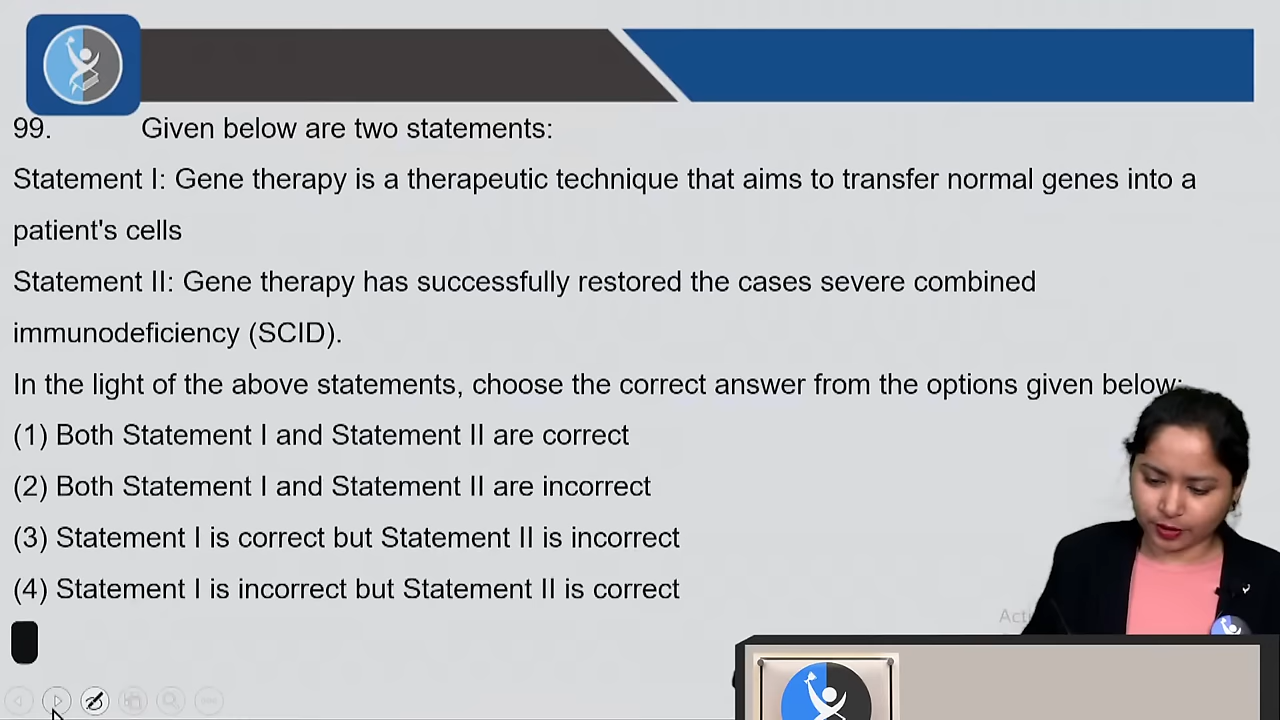 99. Given below are two statements:
Statement I: Gene therapy is a therapeutic technique that aims to transfer normal genes into a
patient's cells
Statement II: Gene therapy has successfully restored the cases severe combined
immunodeficiency (SCID).
In the light of the above statements, choose the correct answer from the options given below:
(1) Both Statement I and Statement II are correct
(2) Both Statement I and Statement II are incorrect
(3) Statement I is correct but Statement II is incorrect
(4) Statement I is incorrect but Statement II is correct